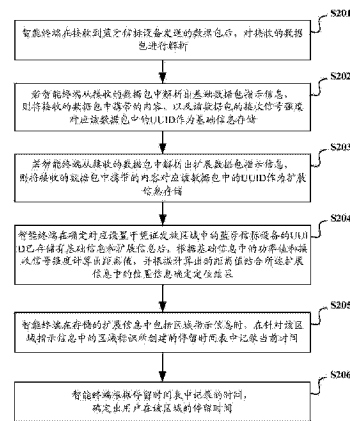 S201
智能终端在接收到蓝牙信标设备发送的数据包后，对接收的数据
包进行解析
S202
若智能终端从接收的数据包中解析出基础数据包指示信息，
则将接收的数据包中携带的内容、以及该数据包的接收信号强度
对应该数据包中的UUID作为基础信息存储
S203
若智能终端从接收的数据包中解析出扩展数据包指示信息，
则将接收的数据包中携带的内容对应该数据包中的UUID作为扩展
信息存储
S204
智能终端在确定对应设置于凭证发放区域中的蓝牙信标设备的UU
ID已存储有基础信息和扩展信息后，根据基础信息中的功率值和接
收信号强度计算出距离值，并根据计算出的距离值结合所述扩展
信息中的位置信息确定定位结果
S205
智能终端在存储的扩展信息中包括区域指示信息时，在针对该区
域指示信息中的区域标识所创建的停留时间表中记录当前时间
S206
智能终端根据停留时间表中记录的时间，
确定出用户在该区域的停留时间